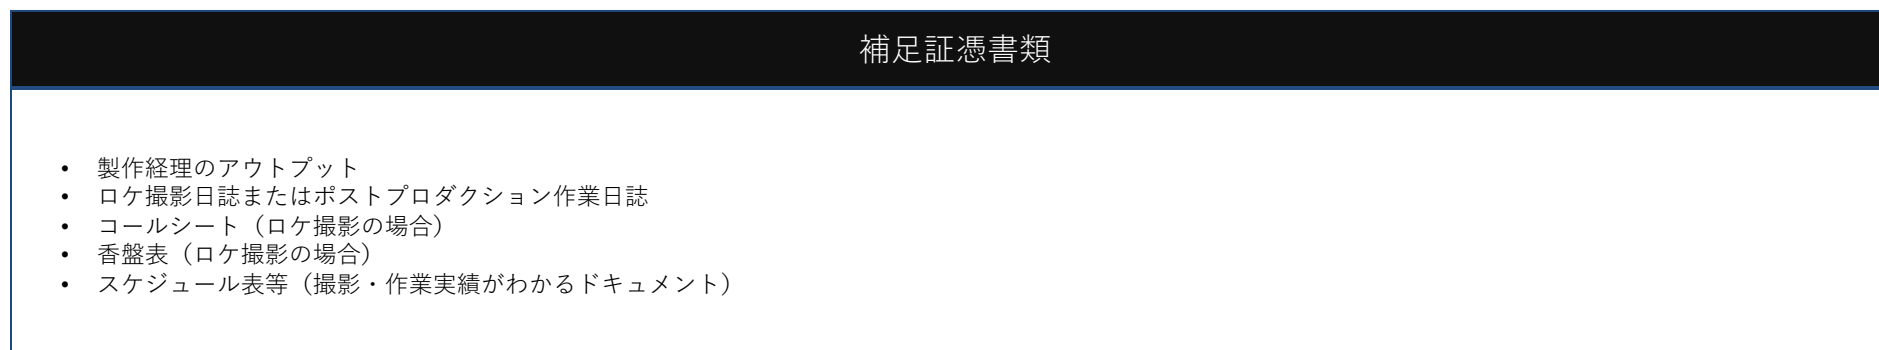 補足証憑書類
• 製作経理のアウトプット
• ロケ撮影日誌またはポストプロダクション作業日誌
• コールシート（ロケ撮影の場合）
• 香盤表（ロケ撮影の場合）
• スケジュール表等（撮影・作業実績がわかるドキュメント）